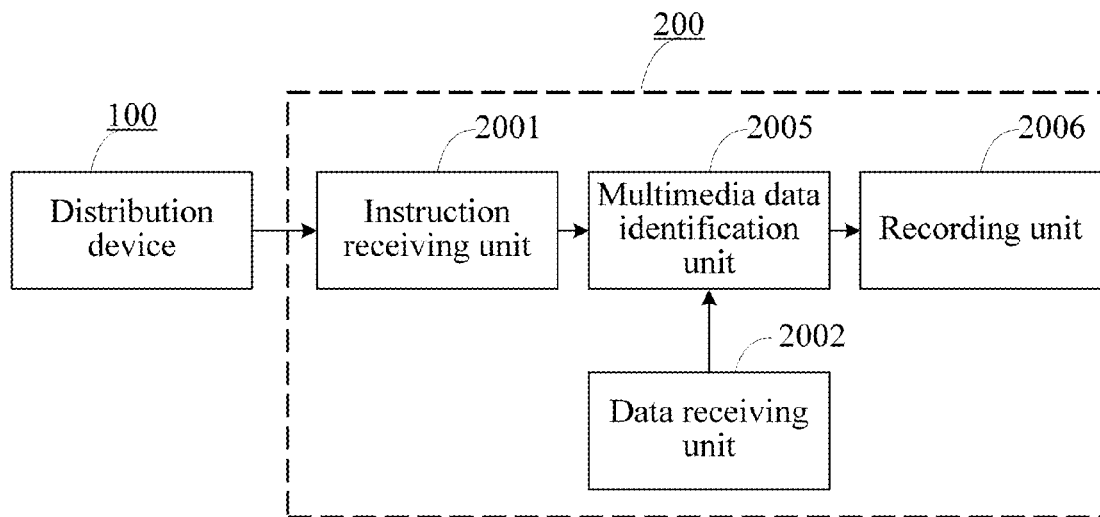 200
100
2001
2005
2006
Distribution
device
Instruction
receiving unit
Multimedia data
identification
unit
Recording unit
2002
Data receiving
unit